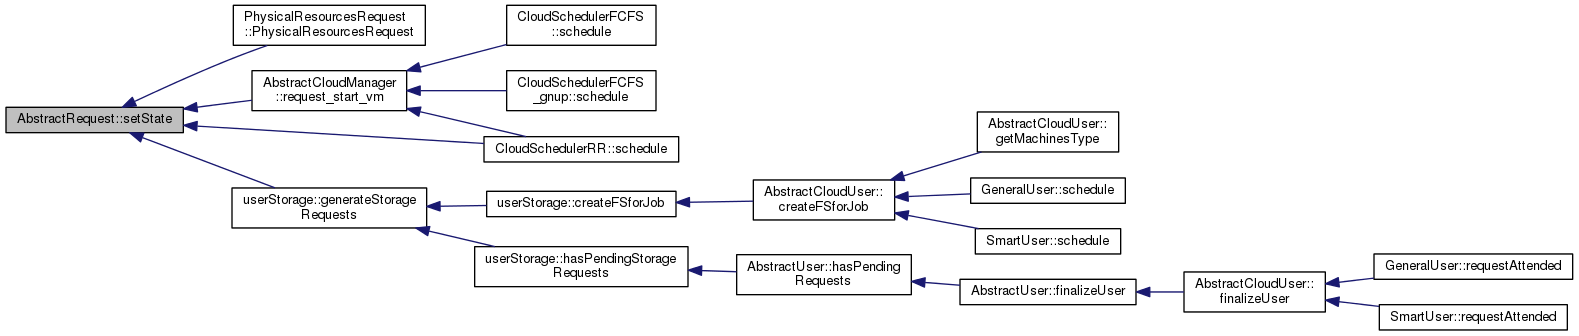 PhysicalResourcesRequest
::PhysicalResourcesRequest
CloudSchedulerFCFS
::schedule
AbstractCloudManager
::request_start_vm
CloudSchedulerFCFS
_gnup::schedule
AbstractRequest::setState
CloudSchedulerRR::schedule
AbstractCloudUser::
getMachinesType
userStorage::generateStorage
Requests
userStorage::createFSforJob
AbstractCloudUser::
createFSforJob
GeneralUser::schedule
SmartUser::schedule
userStorage::hasPendingStorage
Requests
AbstractUser::hasPending
Requests
AbstractUser::finalizeUser
AbstractCloudUser::
finalizeUser
GeneralUser::requestAttended
SmartUser::requestAttended